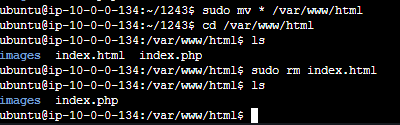 ubuntu@ip-10-0-0-134:~/1243$ sudo mv * /var/www/html
ubuntu@ip-10-0-0-134:~/1243$ cd /var/www/html
ubuntu@ip-10-0-0-134:/var/www/html$ ls
images  index.html  index.php
ubuntu@ip-10-0-0-134:/var/www/html$ sudo rm index.html
ubuntu@ip-10-0-0-134:/var/www/html$ ls
images  index.php
ubuntu@ip-10-0-0-134:/var/www/html$